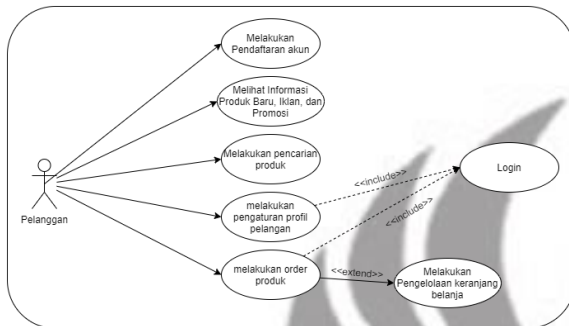 Melakukan
Pendaftaran akun
Melihat Informasi
Produk Baru, Iklan, dan
Promosi
Melakukan pencarian
produk
melakukan
pengaturan profil
pelangan
melakukan order
produk
Pelanggan
<<include>>
<<include>>
Login
<<extend>>
Melakukan
Pengelolaan keranjang
belanja